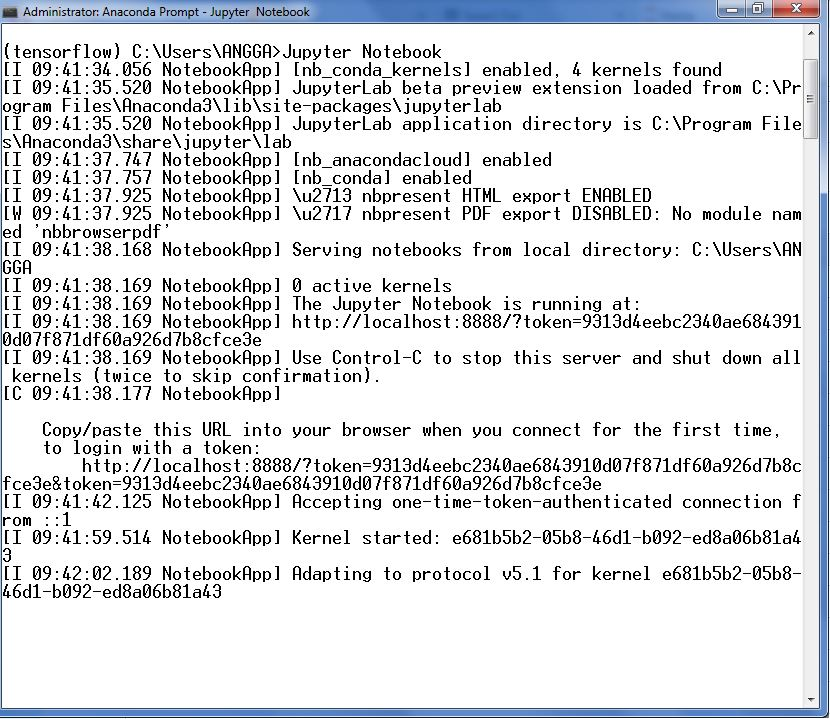 Administrator: Anaconda Prompt - Jupyter  Notebook
(tensorflow) C:\Users\ANGGA>Jupyter Notebook
[I 09:41:34.056 NotebookApp] [nb_conda_kernels] enabled, 4 kernels found
[I 09:41:35.520 NotebookApp] JupyterLab beta preview extension loaded from C:\Pr
ogram Files\Anaconda3\lib\site-packages\jupyterlab
[I 09:41:35.520 NotebookApp] JupyterLab application directory is C:\Program File
s\Anaconda3\share\jupyter\lab
[I 09:41:37.747 NotebookApp] [nb_anacondacloud] enabled
[I 09:41:37.757 NotebookApp] [nb_conda] enabled
[I 09:41:37.925 NotebookApp] \u2713 nbpresent HTML export ENABLED
[W 09:41:37.925 NotebookApp] \u2717 nbpresent PDF export DISABLED: No module nam
ed 'nbbrowserpdf'
[I 09:41:38.168 NotebookApp] Serving notebooks from local directory: C:\Users\AN
GGA
[I 09:41:38.169 NotebookApp] 0 active kernels
[I 09:41:38.169 NotebookApp] The Jupyter Notebook is running at:
[I 09:41:38.169 NotebookApp] http://localhost:8888/?token=9313d4eebc2340ae684391
0d07f871df60a926d7b8cfce3e
[I 09:41:38.169 NotebookApp] Use Control-C to stop this server and shut down all
 kernels (twice to skip confirmation).
[C 09:41:38.177 NotebookApp]
    Copy/paste this URL into your browser when you connect for the first time,
    to login with a token:
        http://localhost:8888/?token=9313d4eebc2340ae6843910d07f871df60a926d7b8c
fce3e&token=9313d4eebc2340ae6843910d07f871df60a926d7b8cfce3e
[I 09:41:42.125 NotebookApp] Accepting one-time-token-authenticated connection f
rom ::1
[I 09:41:59.514 NotebookApp] Kernel started: e681b5b2-05b8-46d1-b092-ed8a06b81a4
3
[I 09:42:02.189 NotebookApp] Adapting to protocol v5.1 for kernel e681b5b2-05b8-
46d1-b092-ed8a06b81a43